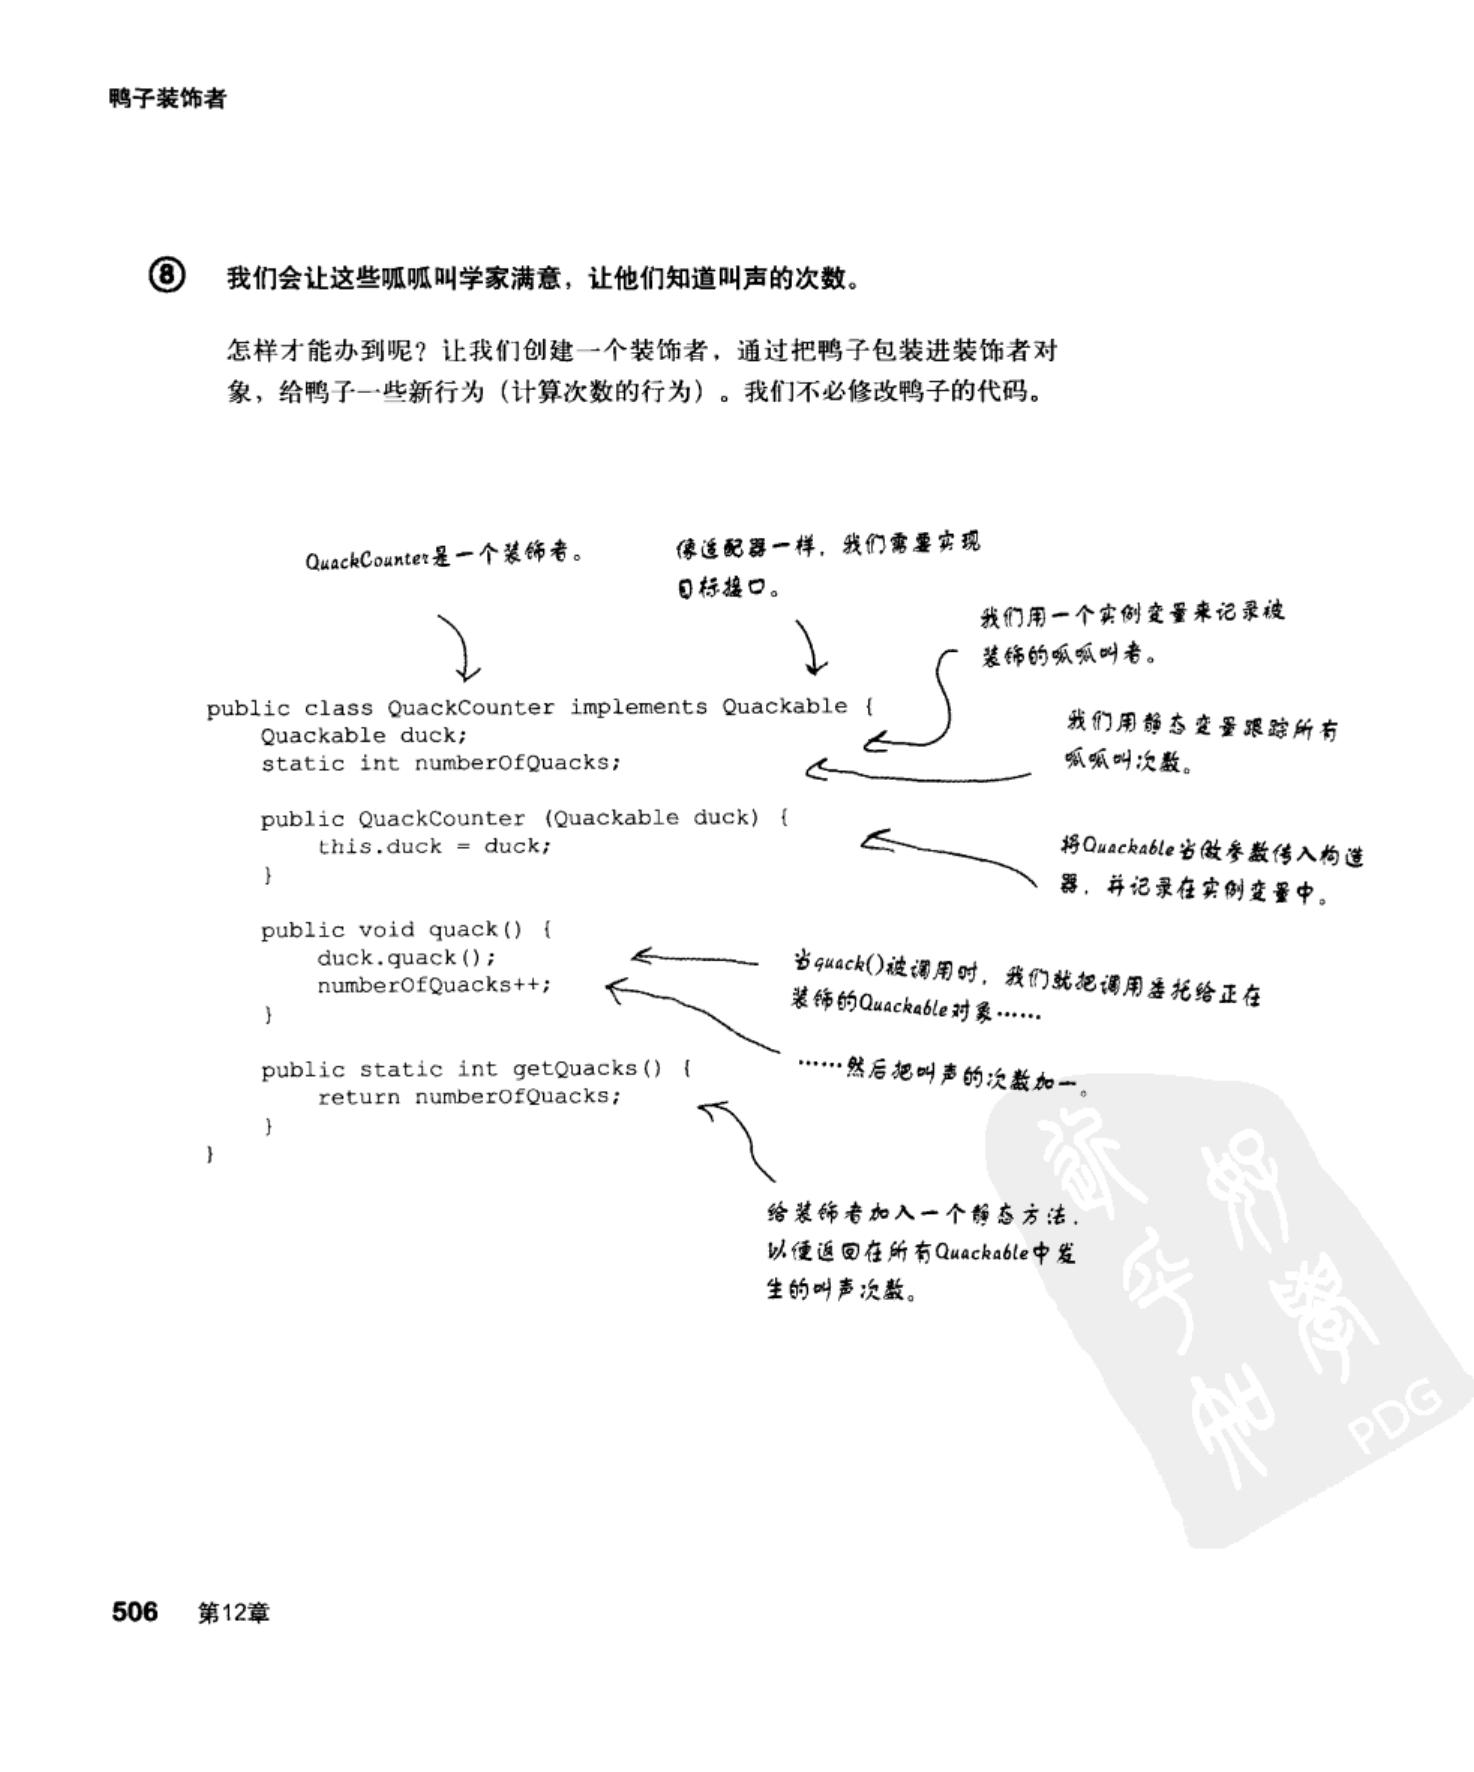 鸭子装饰者
⑧ 我们会让这些呱呱叫学家满意，让他们知道叫声的次数。
怎样才能办到呢？让我们创建一个装饰者，通过把鸭子包装进装饰者对
象，给鸭子一些新行为（计算次数的行为）。我们不必修改鸭子的代码。
QuackCounter是一个装饰者。
像适配器一样，我们需要实现
目标接口。
我们用一个实例变量来记录被
装饰的呱呱叫者。
我们用静态变量跟踪所有
呱呱叫次数。
将Quackable当做参数传入构造
器，并记录在实例变量中。
public class QuackCounter implements Quackable {
Quackable duck;
static int numberOfQuacks;
public QuackCounter (Quackable duck) {
this.duck = duck;
}
public void quack() {
duck.quack();
numberOfQuacks++;
}
public static int getQuacks() {
return numberOfQuacks;
}
}
当quack()被调用时，我们就把调用委托给正在
装饰的Quackable对象……
……然后把叫声的次数加一。
给装饰者加入一个静态方法，
以便返回在所有Quackable中发
生的叫声次数。
PDG
506 第12章